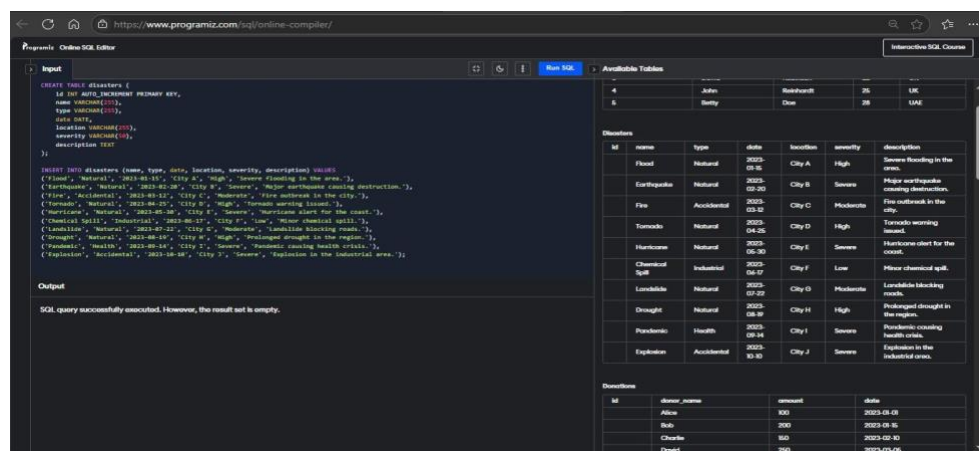 https://www.programiz.com/sql/online-compiler/
Programiz Online SQL Editor
Interactive SQL Course
Input
Run SQL
CREATE TABLE disasters (
id INT AUTO_INCREMENT PRIMARY KEY,
name VARCHAR(255),
type VARCHAR(255),
date DATE,
location VARCHAR(255),
severity VARCHAR(50),
description TEXT
);
INSERT INTO disasters (name, type, date, location, severity, description) VALUES
('Flood', 'Natural', '2023-01-15', 'City A', 'High', 'Severe flooding in the area.'),
('Earthquake', 'Natural', '2023-02-20', 'City B', 'Severe', 'Major earthquake causing destruction.'),
('Fire', 'Accidental', '2023-03-12', 'City C', 'Moderate', 'Fire outbreak in the city.'),
('Tornado', 'Natural', '2023-04-25', 'City D', 'High', 'Tornado warning issued.'),
('Hurricane', 'Natural', '2023-05-30', 'City E', 'Severe', 'Hurricane alert for the coast.'),
('Chemical Spill', 'Industrial', '2023-06-17', 'City F', 'Low', 'Minor chemical spill.'),
('Landslide', 'Natural', '2023-07-22', 'City G', 'Moderate', 'Landslide blocking roads.'),
('Drought', 'Natural', '2023-08-19', 'City H', 'High', 'Prolonged drought in the region.'),
('Pandemic', 'Health', '2023-09-14', 'City I', 'Severe', 'Pandemic causing health crisis.'),
('Explosion', 'Accidental', '2023-10-10', 'City J', 'Severe', 'Explosion in the industrial area.');
Output
SQL query successfully executed. However, the result set is empty.
Available Tables
4 John Reinhardt 25 UK
5 Betty Doe 28 UAE
Disasters
id name type date location severity description
Flood Natural 2023-01-15 City A High Severe flooding in the area.
Earthquake Natural 2023-02-20 City B Severe Major earthquake causing destruction.
Fire Accidental 2023-03-12 City C Moderate Fire outbreak in the city.
Tornado Natural 2023-04-25 City D High Tornado warning issued.
Hurricane Natural 2023-05-30 City E Severe Hurricane alert for the coast.
Chemical Spill Industrial 2023-06-17 City F Low Minor chemical spill.
Landslide Natural 2023-07-22 City G Moderate Landslide blocking roads.
Drought Natural 2023-08-19 City H High Prolonged drought in the region.
Pandemic Health 2023-09-14 City I Severe Pandemic causing health crisis.
Explosion Accidental 2023-10-10 City J Severe Explosion in the industrial area.
Donations
id donor_name amount date
Alice 100 2023-01-01
Bob 200 2023-01-15
Charlie 150 2023-02-10
David 250 2023-03-05